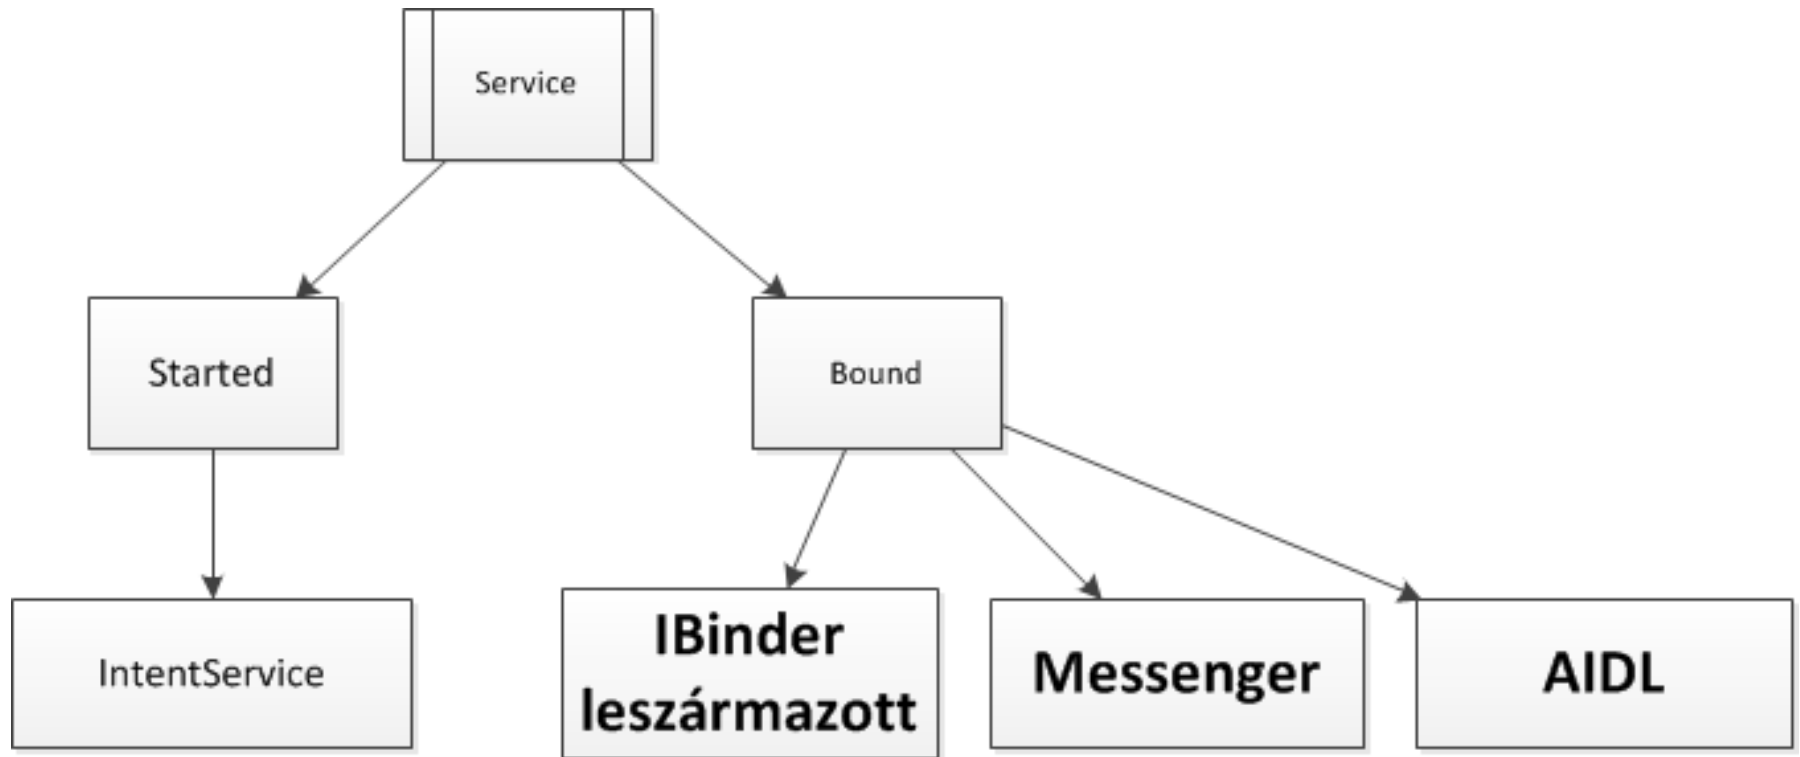 Service
Started
Bound
IntentService
IBinder
leszármazott
Messenger
AIDL